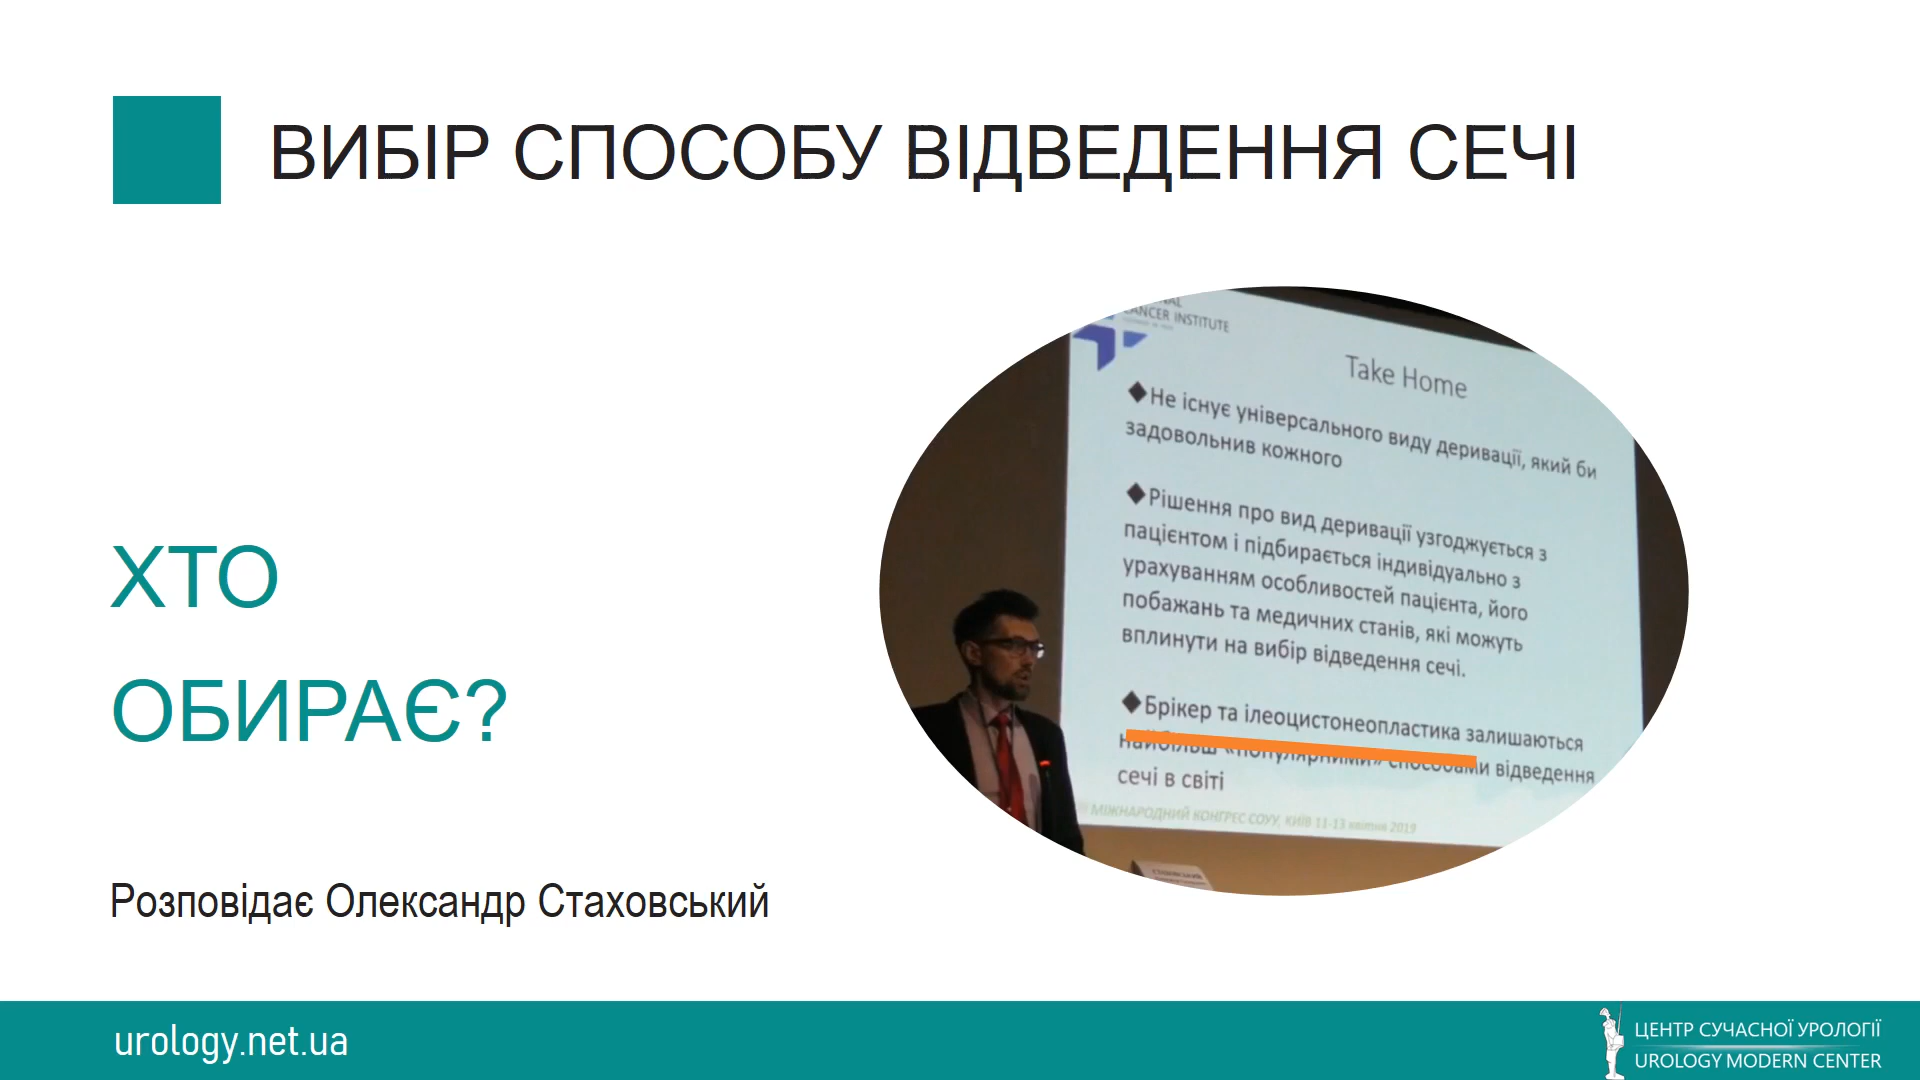 ВИБІР СПОСОБУ ВІДВЕДЕННЯ СЕЧІ
ХТО
ОБИРАЄ?
Розповідає Олександр Стаховський
CANCER INSTITUTE
Take Home
Не існує універсального виду деривації, який би
задовольнив кожного
Рішення про вид деривації узгоджується з
пацієнтом і підбирається індивідуально з
урахуванням особливостей пацієнта, його
побажань та медичних станів, які можуть
вплинути на вибір відведення сечі.
Брікер та ілеоцистонеопластика залишаються
найбільш «популярними» способами відведення
сечі в світі
МІЖНАРОДНИЙ КОНГРЕС СОУУ, КИЇВ 11-13 квітня 2019
urology.net.ua
ЦЕНТР СУЧАСНОЇ УРОЛОГІЇ
UROLOGY MODERN CENTER